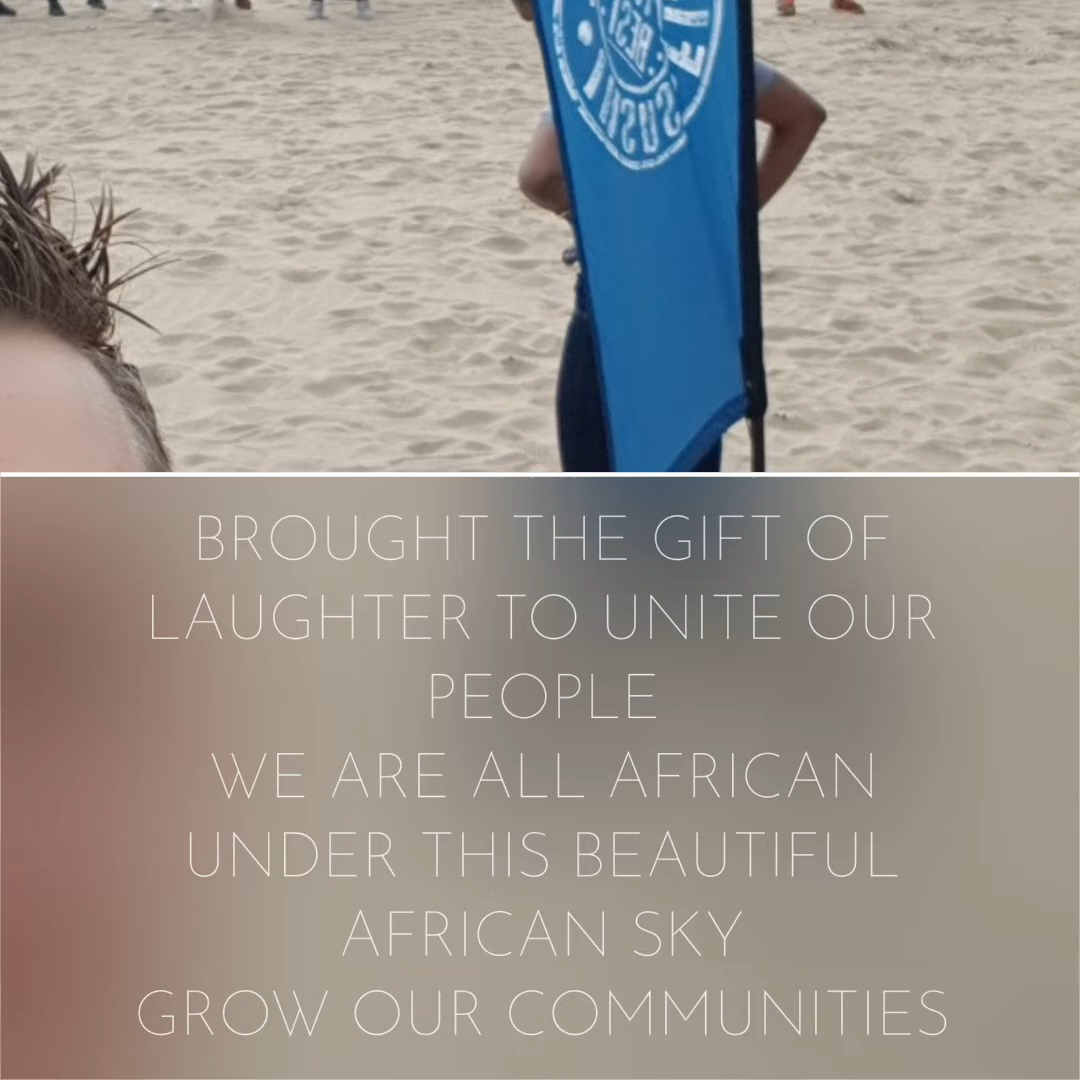 BROUGHT THE GIFT OF
LAUGHTER TO UNITE OUR
PEOPLE
WE ARE ALL AFRICAN
UNDER THIS BEAUTIFUL
AFRICAN SKY
GROW OUR COMMUNITIES